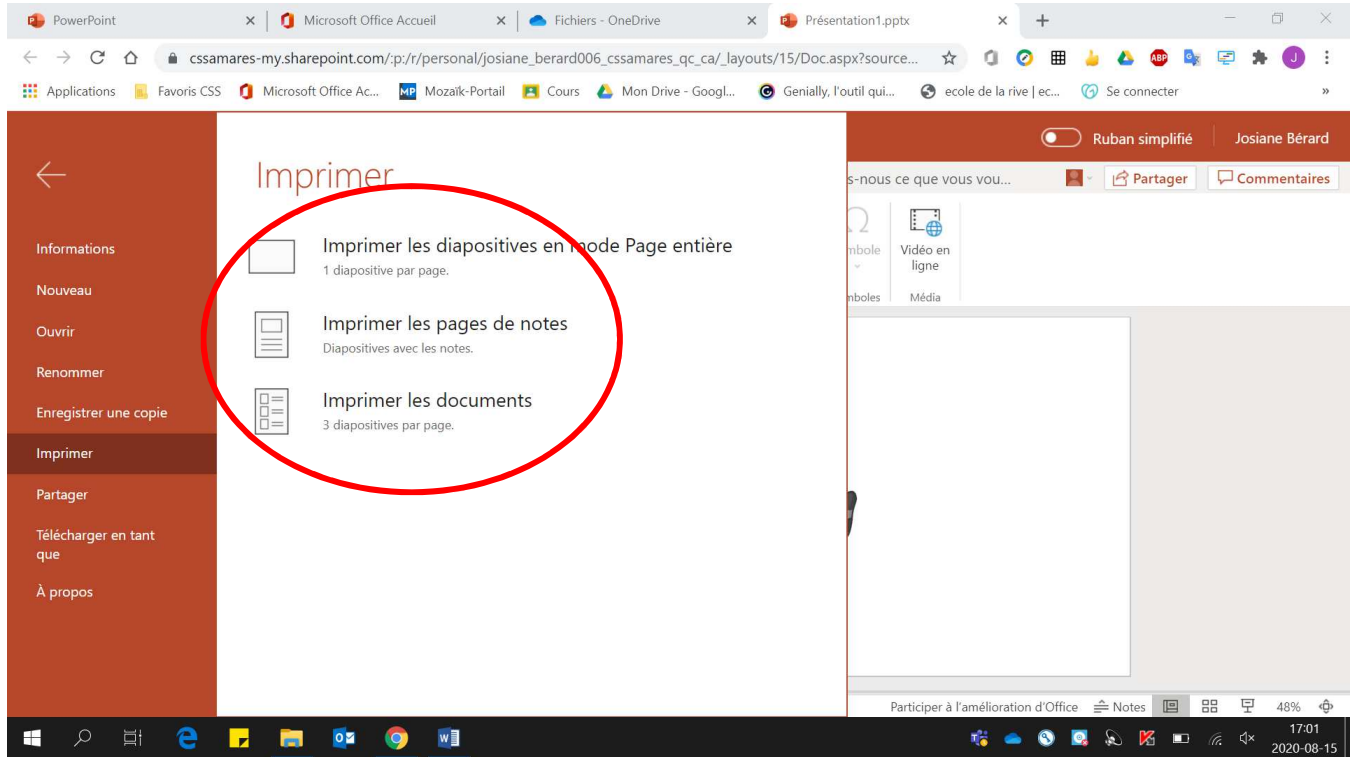 PowerPoint
Microsoft Office Accueil
Fichiers - OneDrive
Présentation1.pptx
cssamares-my.sharepoint.com/:p:/r/personal/josiane_berard006_cssamares_qc_ca/_layouts/15/Doc.aspx?source...
ABP
J
Applications
Favoris CSS
Microsoft Office Ac...
MP Mozaïk-Portail
Cours
Mon Drive - Googl...
Genially, l'outil qui...
ecole de la rive | ec...
Se connecter
»
Ruban simplifié
Josiane Bérard
Imprimer
s-nous ce que vous vou...
Partager
Commentaires
Informations
Nouveau
Ouvrir
Renommer
Enregistrer une copie
Imprimer
Partager
Télécharger en tant
que
À propos
Imprimer les diapositives en mode Page entière
1 diapositive par page.
Imprimer les pages de notes
Diapositives avec les notes.
Imprimer les documents
3 diapositives par page.
mbole
Vidéo en
ligne
mboles
Média
Participer à l'amélioration d'Office
Notes
48%
17:01
2020-08-15